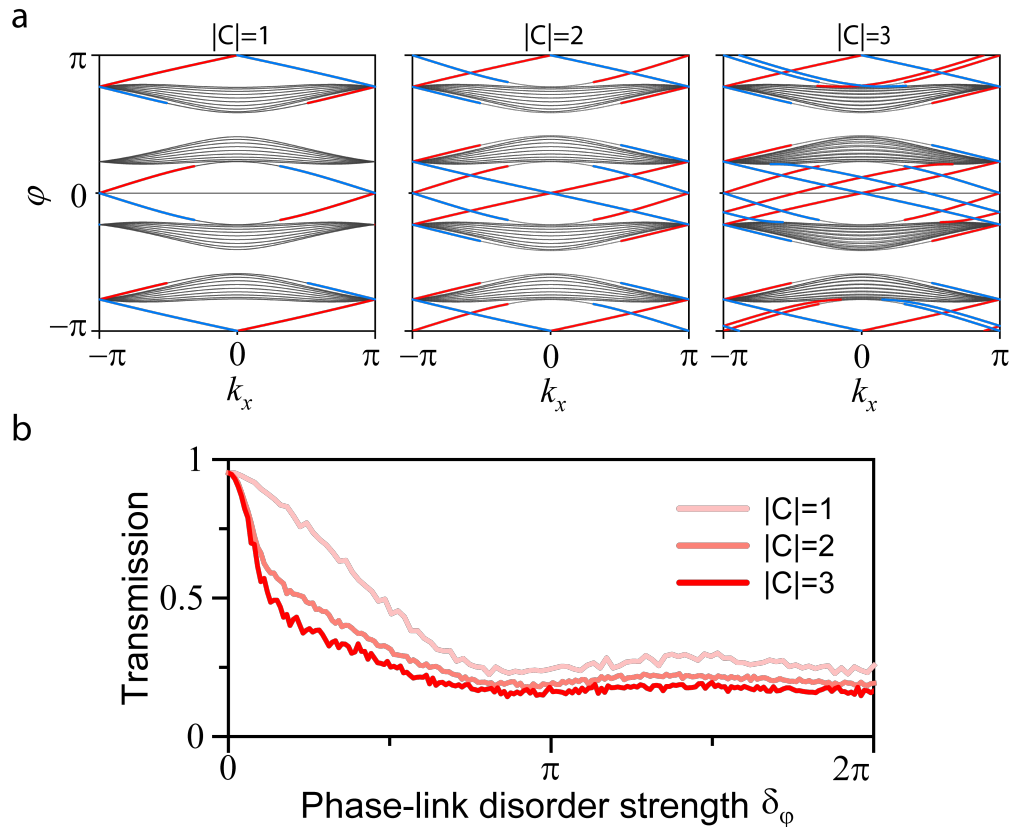 a
|C|=1 |C|=2 |C|=3
π
φ 0
−π
−π 0 π −π 0 π −π 0 π
kx kx kx
b
1
Transmission 0.5
0
|C|=1
|C|=2
|C|=3
0 π 2π
Phase-link disorder strength δφ